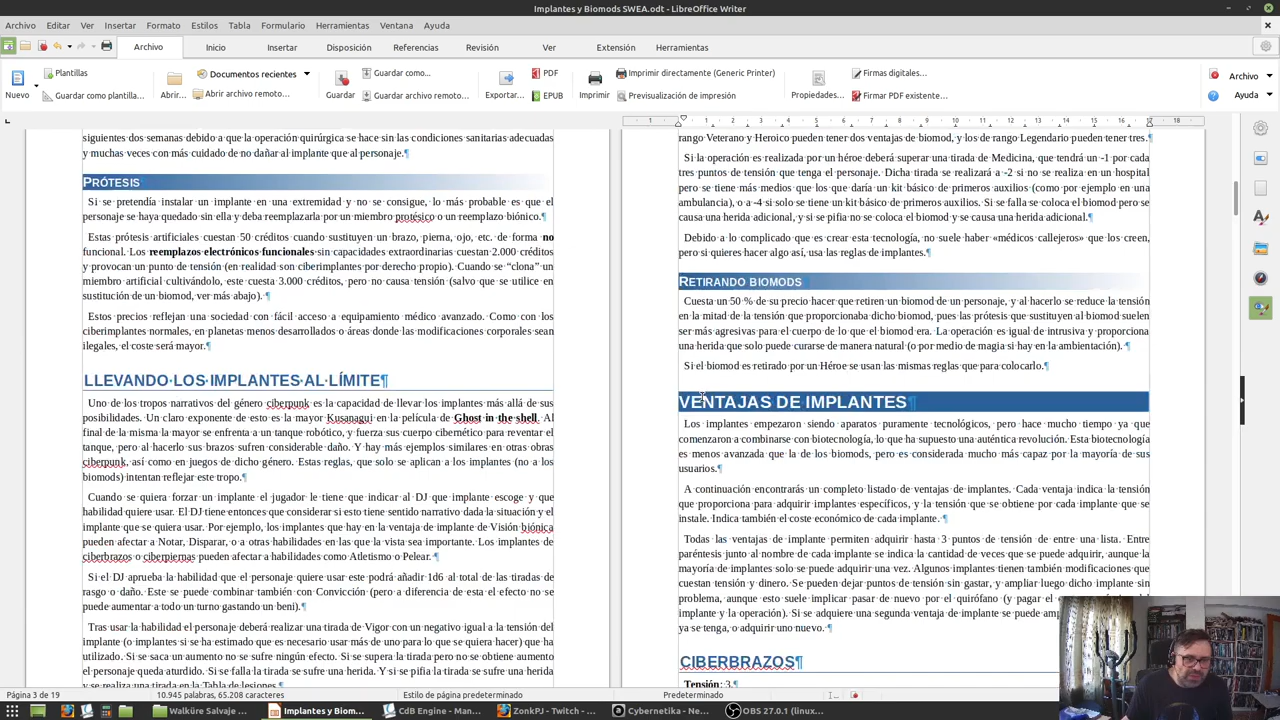 Implantes y Biomods SWEA.odt - LibreOffice Writer
Archivo Editar Ver Insertar Formato Estilos Tabla Formulario Herramientas Ventana Ayuda
Archivo Inicio Insertar Disposición Referencias Revisión Ver Extensión Herramientas
Nuevo
Plantillas
Guardar como plantilla...
Abrir...
Documentos recientes
Abrir archivo remoto...
Guardar
Guardar como...
Guardar archivo remoto...
Exportar...
PDF
EPUB
Imprimir
Imprimir directamente (Generic Printer)
Previsualización de impresión
Propiedades...
Firmas digitales...
Firmar PDF existente...
Archivo
Ayuda
1 1 2 3 4 5 6 7 8 9 10 11 12 13 14 15 16 17 18
siguientes dos semanas debido a que la operación quirúrgica se hace sin las condiciones sanitarias adecuadas
y muchas veces con más cuidado de no dañar al implante que al personaje.¶
PRÓTESIS¶
Si se pretendía instalar un implante en una extremidad y no se consigue, lo más probable es que el
personaje se haya quedado sin ella y deba reemplazarla por un miembro protésico o un reemplazo biónico.¶
Estas prótesis artificiales cuestan 50 créditos cuando sustituyen un brazo, pierna, ojo, etc. de forma no
funcional. Los reemplazos electrónicos funcionales sin capacidades extraordinarias cuestan 2.000 créditos
y provocan un punto de tensión (en realidad son ciberimplantes por derecho propio). Cuando se “clona” un
miembro artificial cultivándolo, este cuesta 3.000 créditos, pero no causa tensión (salvo que se utilice en
sustitución de un biomod, ver más abajo). ¶
Estos precios reflejan una sociedad con fácil acceso a equipamiento médico avanzado. Como con los
ciberimplantes normales, en planetas menos desarrollados o áreas donde las modificaciones corporales sean
ilegales, el coste será mayor.¶
LLEVANDO LOS IMPLANTES AL LÍMITE¶
Uno de los tropos narrativos del género ciberpunk es la capacidad de llevar los implantes más allá de sus
posibilidades. Un claro exponente de esto es la mayor Kusanagui en la película de Ghost in the shell. Al
final de la misma la mayor se enfrenta a un tanque robótico, y fuerza sus cuerpo cibernético para reventar el
tanque, pero al hacerlo sus brazos sufren considerable daño. Y hay más ejemplos similares en otras obras
ciberpunk, así como en juegos de dicho género. Estas reglas, que solo se aplican a los implantes (no a los
biomods) intentan reflejar este tropo.¶
Cuando se quiera forzar un implante el jugador le tiene que indicar al DJ que implante escoge y que
habilidad quiere usar. El DJ tiene entonces que considerar si esto tiene sentido narrativo dada la situación y el
implante que se quiera usar. Por ejemplo, los implantes que hay en la ventaja de implante de Visión biónica
pueden afectar a Notar, Disparar, o a otras habilidades en las que la vista sea importante. Los implantes de
ciberbrazos o ciberpiernas pueden afectar a habilidades como Atletismo o Pelear.¶
Si el DJ aprueba la habilidad que el personaje quiere usar este podrá añadir 1d6 al total de las tiradas de
rasgo o daño. Este se puede combinar también con Convicción (pero a diferencia de esta el efecto no se
puede aumentar a todo un turno gastando un beni).¶
Tras usar la habilidad el personaje deberá realizar una tirada de Vigor con un negativo igual a la tensión del
implante (o implantes si se ha estimado que es necesario usar más de uno para lo que se quiera hacer) que ha
utilizado. Si se saca un aumento no se sufre ningún efecto. Si se supera la tirada pero no se obtiene aumento
el personaje queda aturdido. Si se falla la tirada se sufre una herida. Y si se pifia la tirada se sufre una herida
y se realiza una tirada en la Tabla de lesiones.¶
rango Veterano y Heroico pueden tener dos ventajas de biomod, y los de rango Legendario pueden tener tres.¶
Si la operación es realizada por un héroe deberá superar una tirada de Medicina, que tendrá un -1 por cada
tres puntos de tensión que tenga el personaje. Dicha tirada se realizará a -2 si no se realiza en un hospital
pero se tiene más medios que los que daría un kit básico de primeros auxilios (como por ejemplo en una
ambulancia), o a -4 si solo se tiene un kit básico de primeros auxilios. Si se falla se coloca el biomod pero se
causa una herida adicional, y si se pifia no se coloca el biomod y se causa una herida adicional.¶
Debido a lo complicado que es crear esta tecnología, no suele haber «médicos callejeros» que los creen,
pero si quieres hacer algo así, usa las reglas de implantes.¶
RETIRANDO BIOMODS ¶
Cuesta un 50 % de su precio hacer que retiren un biomod de un personaje, y al hacerlo se reduce la tensión
en la mitad de la tensión que proporcionaba dicho biomod, pues las prótesis que sustituyen al biomod suelen
ser más agresivas para el cuerpo de lo que el biomod era. La operación es igual de intrusiva y proporciona
una herida que solo puede curarse de manera natural (o por medio de magia si hay en la ambientación). ¶
Si el biomod es retirado por un Héroe se usan las mismas reglas que para colocarlo.¶
VENTAJAS DE IMPLANTES¶
Los implantes empezaron siendo aparatos puramente tecnológicos, pero hace mucho tiempo ya que
comenzaron a combinarse con biotecnología, lo que ha supuesto una auténtica revolución. Esta biotecnología
es menos avanzada que la de los biomods, pero es considerada mucho más capaz por la mayoría de sus
usuarios.¶
A continuación encontrarás un completo listado de ventajas de implantes. Cada ventaja indica la tensión
que proporciona para adquirir implantes específicos, y la tensión que se obtiene por cada implante que se
instale. Indica también el coste económico de cada implante. ¶
Todas las ventajas de implante permiten adquirir hasta 3 puntos de tensión de entre una lista. Entre
paréntesis junto al nombre de cada implante se indica la cantidad de veces que se puede adquirir, aunque la
mayoría de implantes solo se puede adquirir una vez. Algunos implantes tienen también modificaciones que
cuestan tensión y dinero. Se pueden dejar puntos de tensión sin gastar, y ampliar luego dicho implante sin
problema, aunque esto suele implicar pasar de nuevo por el quirófano (y pagar el
implante y la operación). Si se adquiere una segunda ventaja de implante se puede
ya se tenga, o adquirir uno nuevo. ¶
CIBERBRAZOS¶
Tensión: 3.¶
Página 3 de 19 10.945 palabras, 65.208 caracteres Estilo de página predeterminado Predeterminado
Walküre Salvaje Implantes y Biom... CdB Engine - Man... ZonkPJ - Twitch - ... Cybernetika - Ne... OBS 27.0.1 (linux...